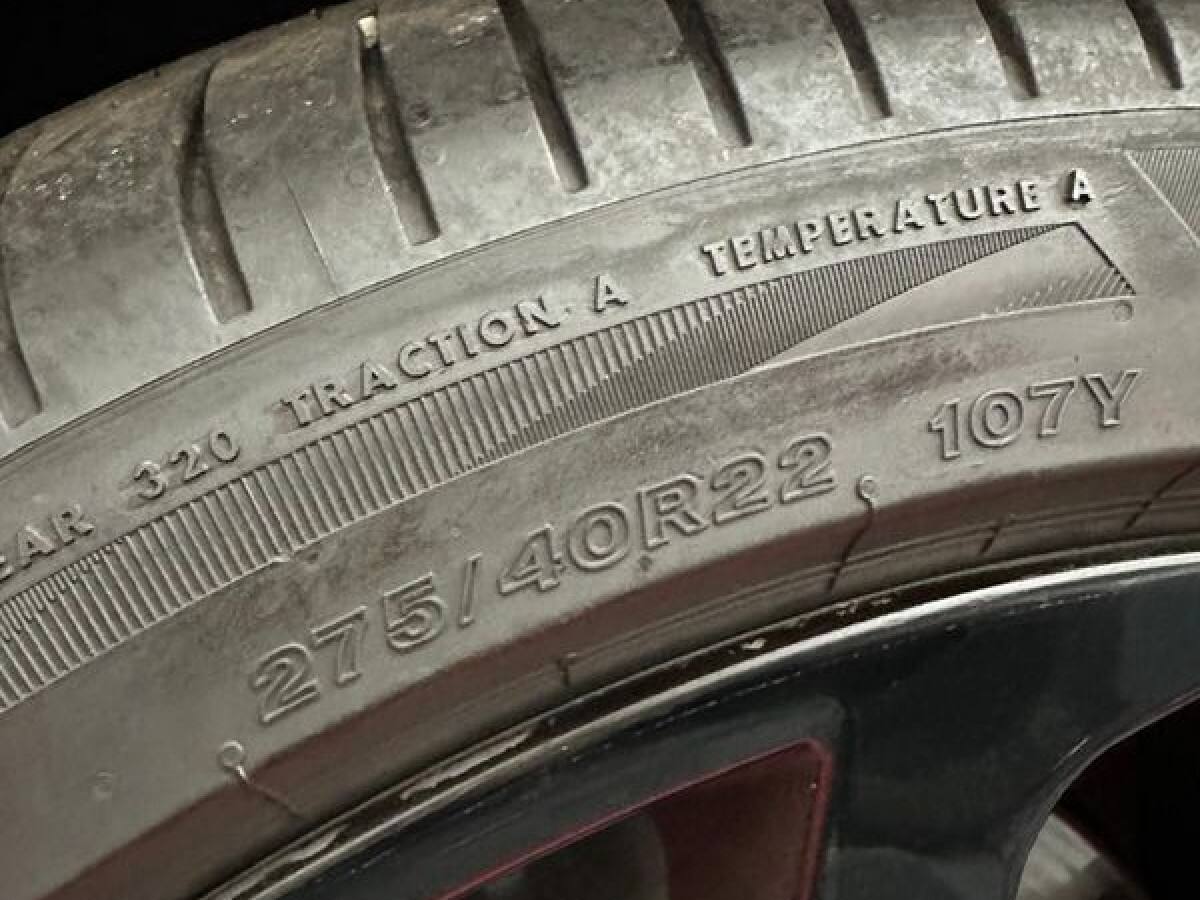 EAR 320 TRACTION A TEMPERATURE A
275/40R22 107Y